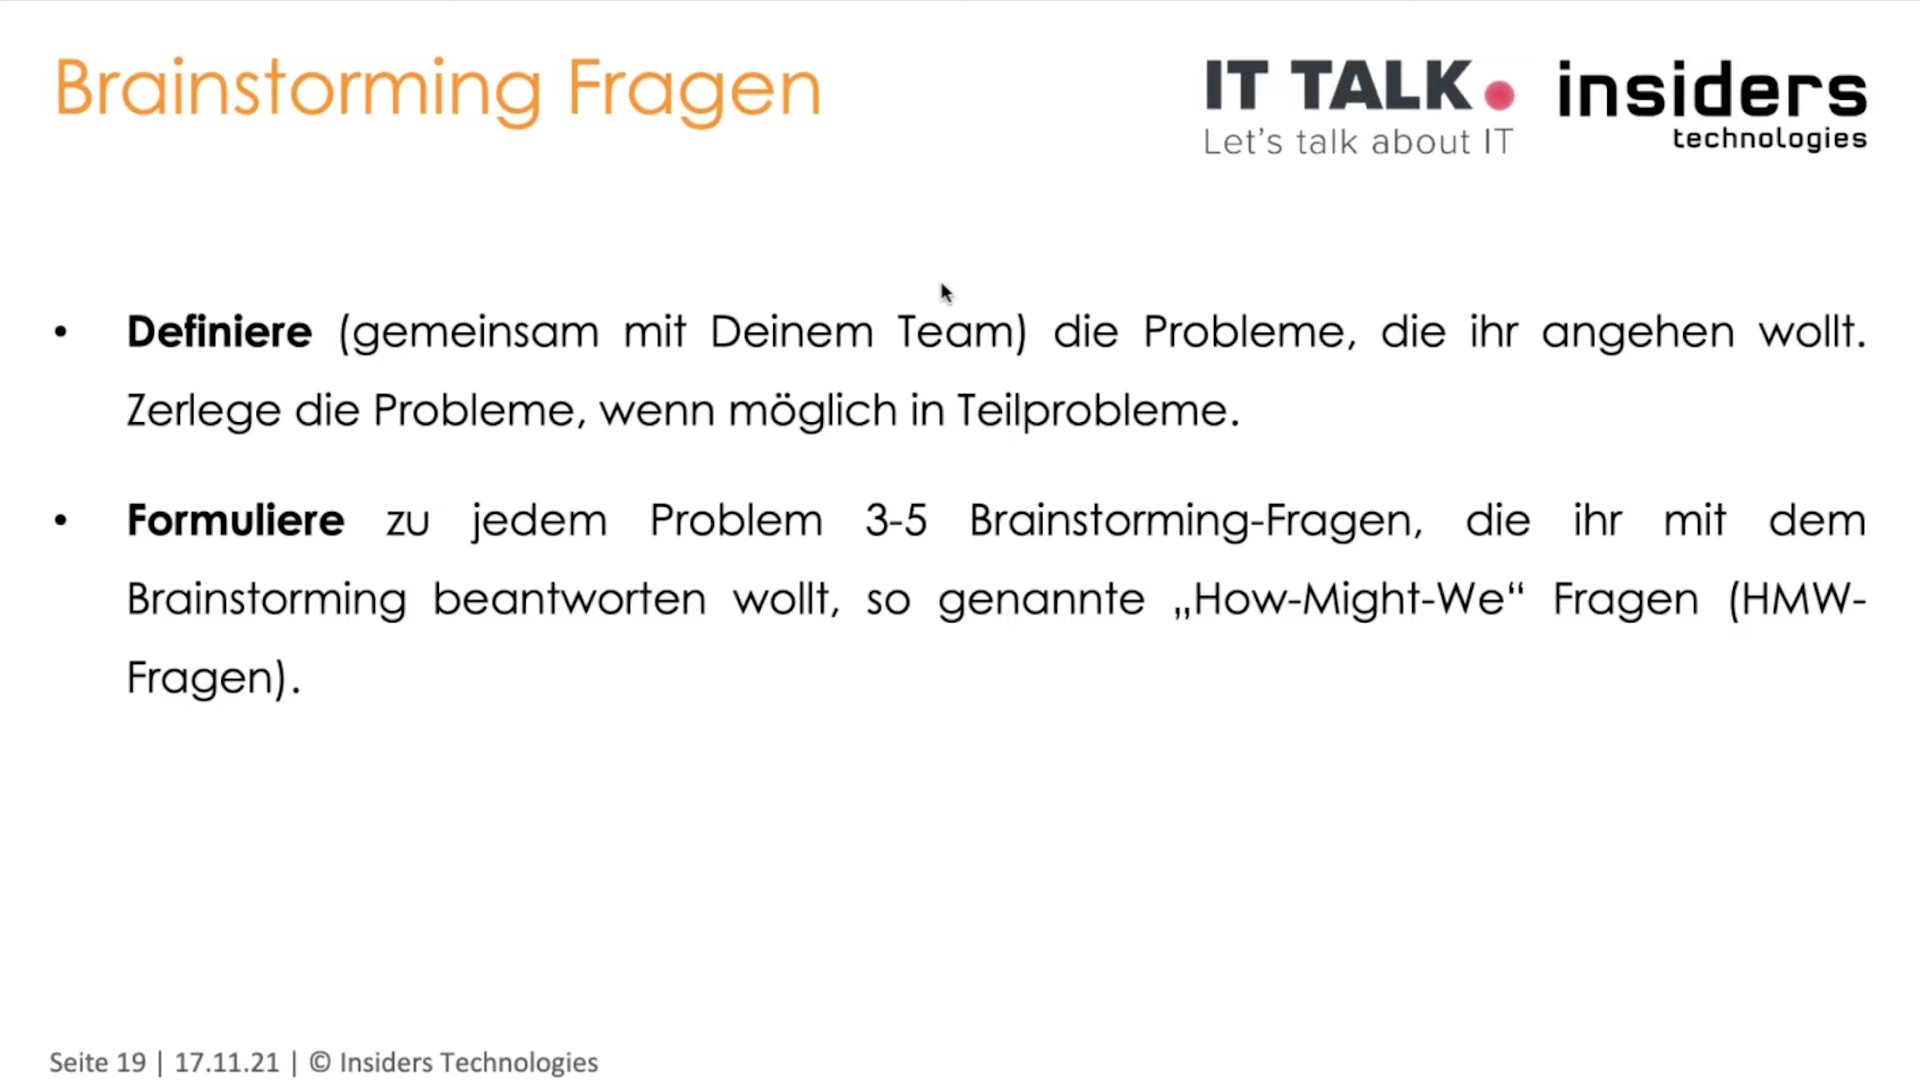 Brainstorming Fragen
IT TALK
Let's talk about IT
insiders
technologies
• Definiere (gemeinsam mit Deinem Team) die Probleme, die ihr angehen wollt.
Zerlege die Probleme, wenn möglich in Teilprobleme.
• Formuliere zu jedem Problem 3-5 Brainstorming-Fragen, die ihr mit dem
Brainstorming beantworten wollt, so genannte „How-Might-We“ Fragen (HMW-
Fragen).
Seite 19 | 17.11.21 | © Insiders Technologies